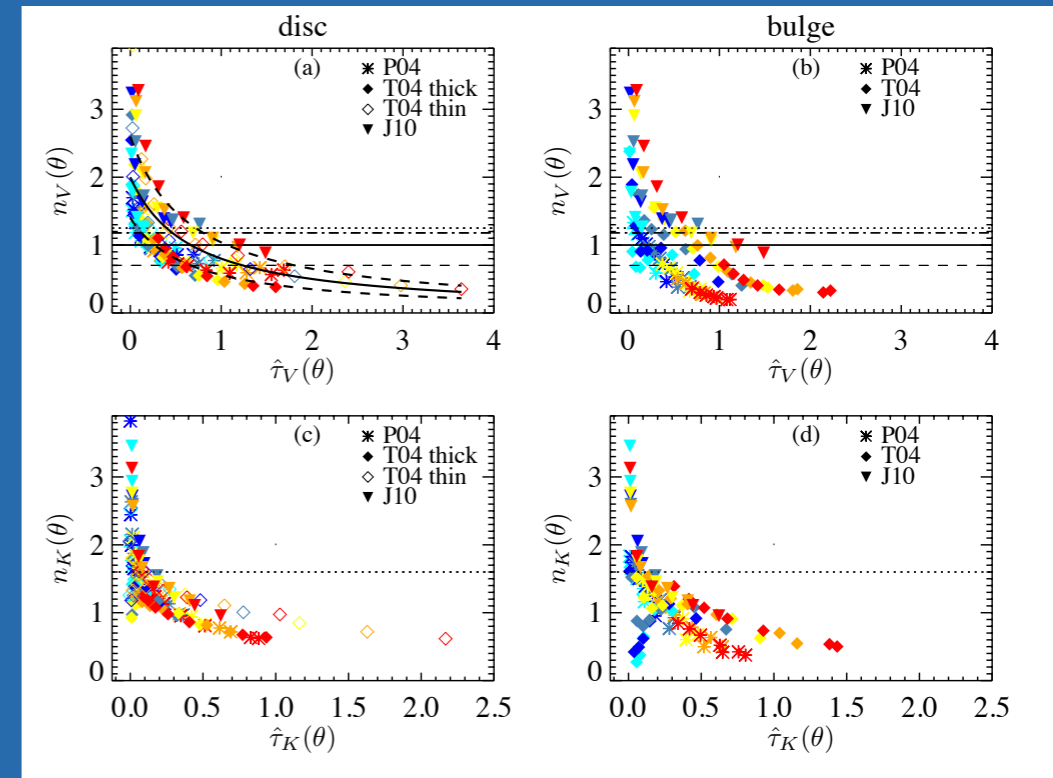 disc
(a)
P04
T04 thick
T04 thin
J10
n_V(θ)
3
2
1
0
0 1 2 3 4
τ̂_V(θ)
bulge
(b)
P04
T04
J10
n_V(θ)
3
2
1
0
0 1 2 3 4
τ̂_V(θ)
(c)
P04
T04 thick
T04 thin
J10
n_K(θ)
3
2
1
0
0.0 0.5 1.0 1.5 2.0 2.5
τ̂_K(θ)
(d)
P04
T04
J10
n_K(θ)
3
2
1
0
0.0 0.5 1.0 1.5 2.0 2.5
τ̂_K(θ)